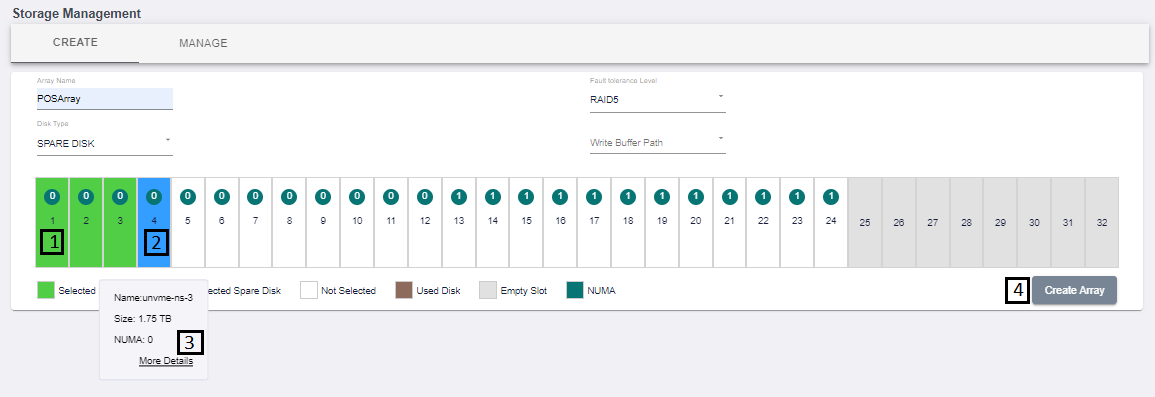 Storage Management
CREATE MANAGE
Array Name Fault tolerance Level
POSArray RAID5
Disk Type
SPARE DISK Write Buffer Path
0 0 0 0 0 0 0 0 0 0 0 0 1 1 1 1 1 1 1 1 1 1 1 1
1 2 3 4 5 6 7 8 9 10 11 12 13 14 15 16 17 18 19 20 21 22 23 24 25 26 27 28 29 30 31 32
1 2
Selected ected Spare Disk Not Selected Used Disk Empty Slot NUMA 4 Create Array
Name:unvme-ns-3
Size: 1.75 TB
NUMA: 0 3
More Details